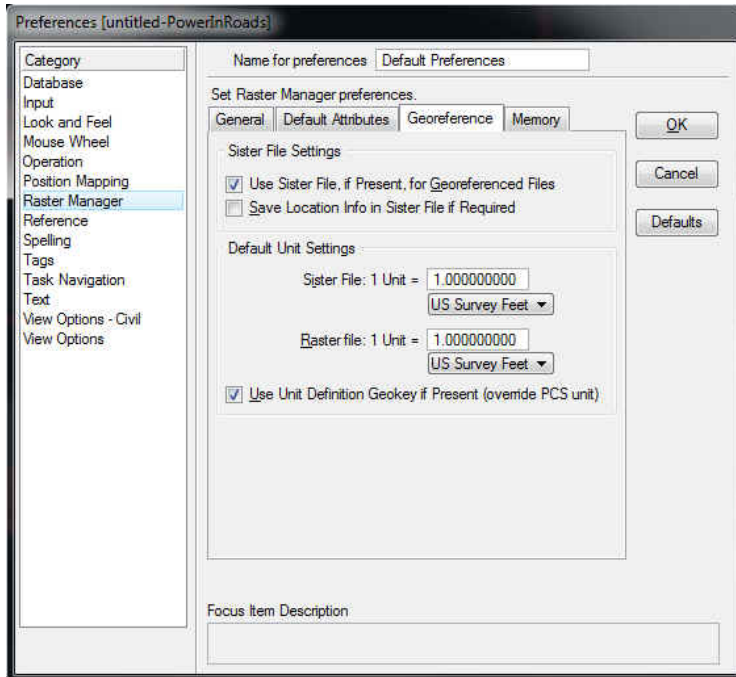 Preferences [untitled-PowerInRoads]
Category
Database
Input
Look and Feel
Mouse Wheel
Operation
Position Mapping
Raster Manager
Reference
Spelling
Tags
Task Navigation
Text
View Options - Civil
View Options
Name for preferences Default Preferences
Set Raster Manager preferences.
General Default Attributes Georeference Memory
Sister File Settings
Use Sister File, if Present, for Georeferenced Files
Save Location Info in Sister File if Required
Default Unit Settings
Sister File: 1 Unit = 1.000000000
US Survey Feet
Raster file: 1 Unit = 1.000000000
US Survey Feet
Use Unit Definition Geokey if Present (override PCS unit)
OK
Cancel
Defaults
Focus Item Description